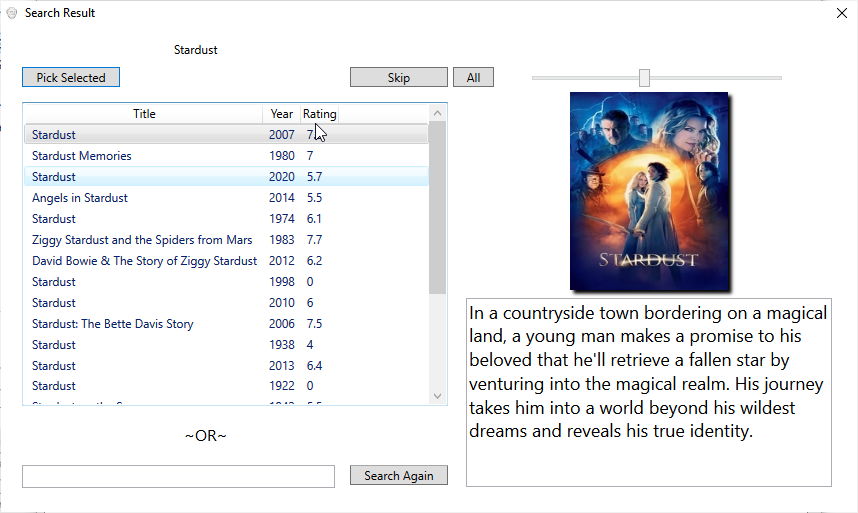 Search Result
Stardust
Pick Selected Skip All
Title Year Rating
Stardust 2007
Stardust Memories 1980 7
Stardust 2020 5.7
Angels in Stardust 2014 5.5
Stardust 1974 6.1
Ziggy Stardust and the Spiders from Mars 1983 7.7
David Bowie & The Story of Ziggy Stardust 2012 6.2
Stardust 1998 0
Stardust 2010 6
Stardust: The Bette Davis Story 2006 7.5
Stardust 1938 4
Stardust 2013 6.4
Stardust 1922 0
~OR~
Search Again
STARDUST
In a countryside town bordering on a magical
land, a young man makes a promise to his
beloved that he'll retrieve a fallen star by
venturing into the magical realm. His journey
takes him into a world beyond his wildest
dreams and reveals his true identity.